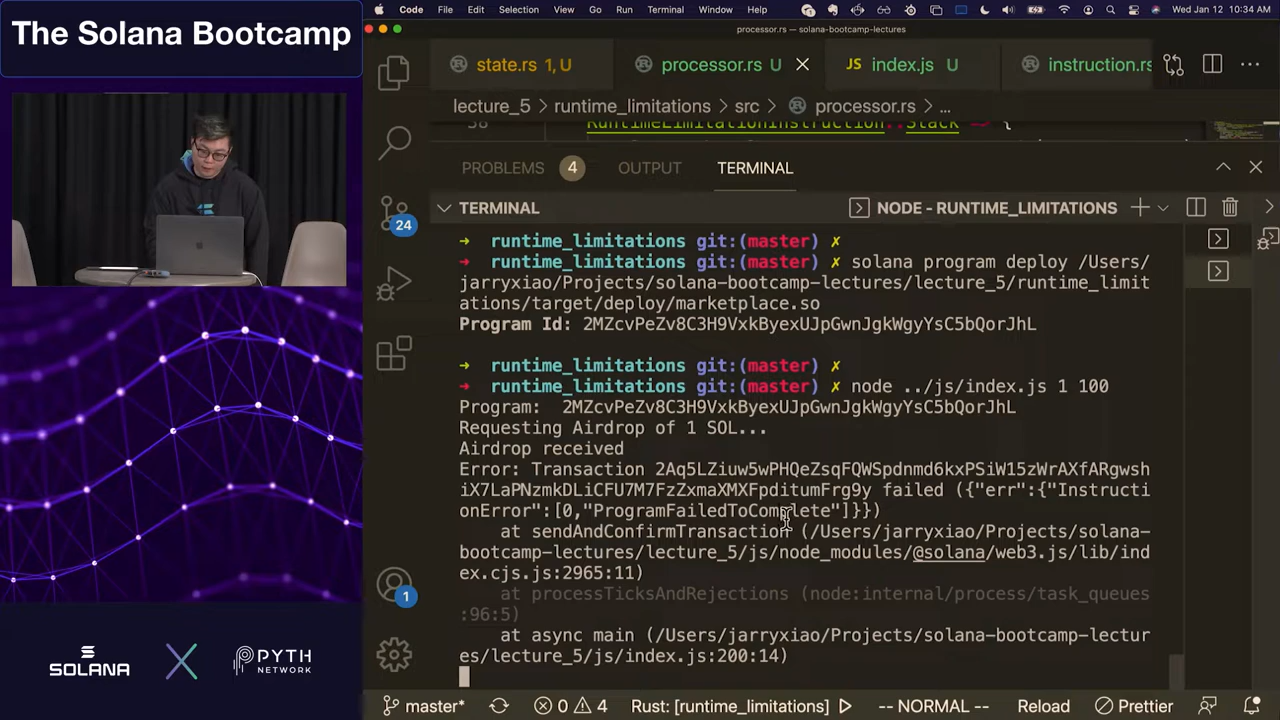 The Solana Bootcamp
Code File Edit Selection View Go Run Terminal Window Help Wed Jan 12 10:34 AM
processor.rs — solana-bootcamp-lectures
state.rs 1, U processor.rs U JS index.js U instruction.rs
lecture_5 > runtime_limitations > src > processor.rs > ...
58 RuntimeLimitationInstruction::Stack => {
PROBLEMS 4 OUTPUT TERMINAL
TERMINAL NODE - RUNTIME_LIMITATIONS
24
→ runtime_limitations git:(master) ✗
→ runtime_limitations git:(master) ✗ solana program deploy /Users/
jarryxiao/Projects/solana-bootcamp-lectures/lecture_5/runtime_limit
ations/target/deploy/marketplace.so
Program Id: 2MZcvPeZv8C3H9VxkByexUJpGwnJgkWgyYsC5bQorJhL
→ runtime_limitations git:(master) ✗
→ runtime_limitations git:(master) ✗ node ../js/index.js 1 100
Program: 2MZcvPeZv8C3H9VxkByexUJpGwnJgkWgyYsC5bQorJhL
Requesting Airdrop of 1 SOL...
Airdrop received
Error: Transaction 2Aq5LZiuw5wPHQeZsqFQWSpdnmd6kxPSiW15zWrAXfARgwsh
iX7LaPNzmkDLiCFU7M7FzZxmaXMXFpditumFrg9y failed ({"err":{"Instructi
onError":[0,"ProgramFailedToComplete"]}})
at sendAndConfirmTransaction (/Users/jarryxiao/Projects/solana-
bootcamp-lectures/lecture_5/js/node_modules/@solana/web3.js/lib/ind
ex.cjs.js:2965:11)
at processTicksAndRejections (node:internal/process/task_queues
:96:5)
at async main (/Users/jarryxiao/Projects/solana-bootcamp-lectur
es/lecture_5/js/index.js:200:14)
1
SOLANA PYTH NETWORK
master* 0 4 Rust: [runtime_limitations] -- NORMAL -- Reload Prettier